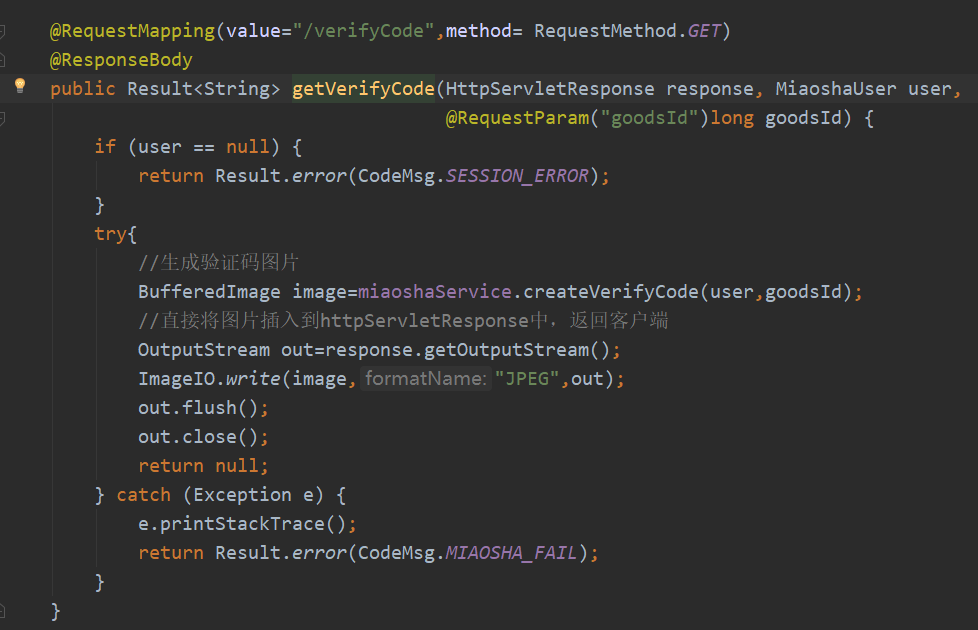 @RequestMapping(value="/verifyCode",method= RequestMethod.GET)
@ResponseBody
public Result<String> getVerifyCode(HttpServletResponse response, MiaoshaUser user,
@RequestParam("goodsId")long goodsId) {
if (user == null) {
return Result.error(CodeMsg.SESSION_ERROR);
}
try{
//生成验证码图片
BufferedImage image=miaoshaService.createVerifyCode(user,goodsId);
//直接将图片插入到httpServletResponse中，返回客户端
OutputStream out=response.getOutputStream();
ImageIO.write(image, formatName: "JPEG",out);
out.flush();
out.close();
return null;
} catch (Exception e) {
e.printStackTrace();
return Result.error(CodeMsg.MIAOSHA_FAIL);
}
}